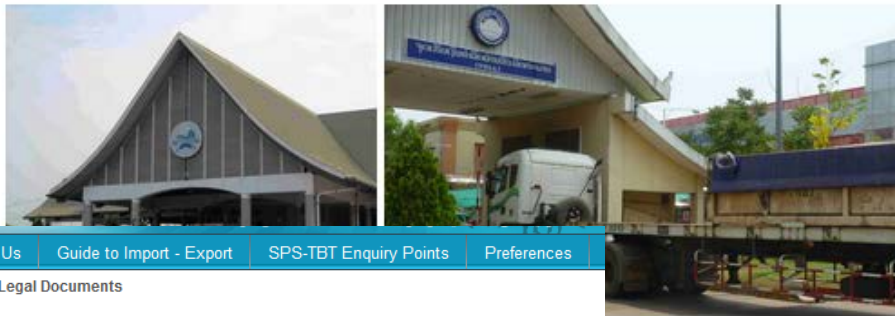 Us
Guide to Import - Export
SPS-TBT Enquiry Points
Preferences
Legal Documents